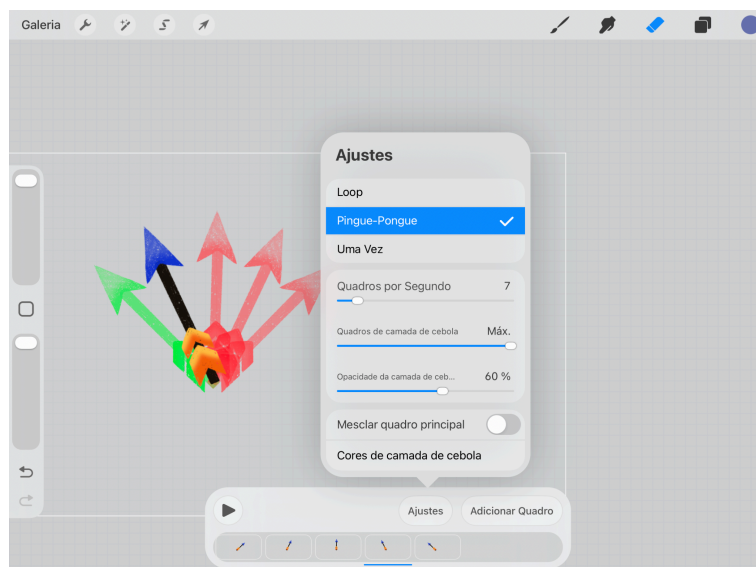 Galeria
Ajustes
Loop
Pingue-Pongue
Uma Vez
Quadros por Segundo 7
Quadros de camada de cebola Máx.
Opacidade da camada de ceb... 60 %
Mesclar quadro principal
Cores de camada de cebola
Ajustes Adicionar Quadro